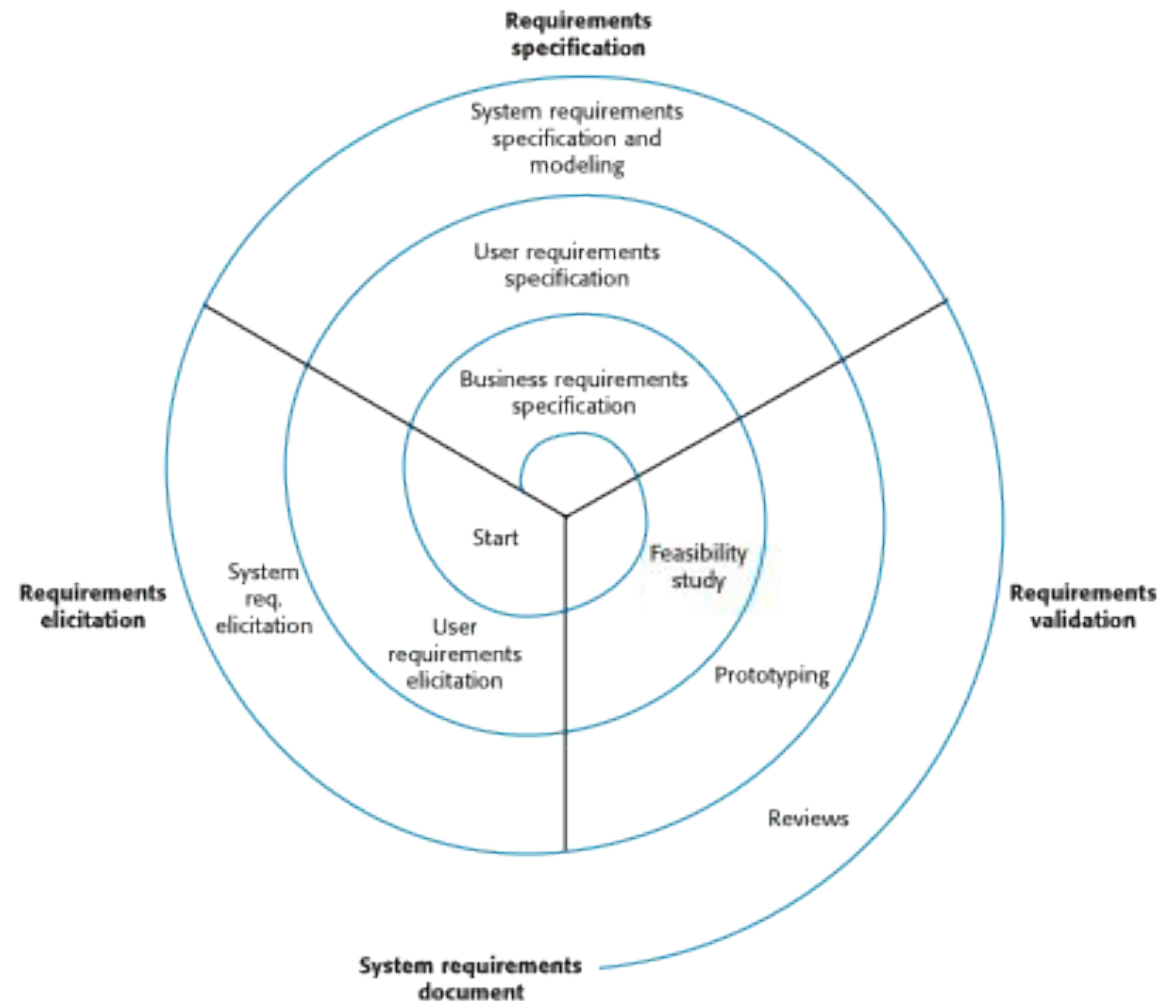 Requirements
specification
System requirements
specification and
modeling
User requirements
specification
Business requirements
specification
Start
Feasibility
study
System
req.
elicitation
User
requirements
elicitation
Requirements
elicitation
Requirements
validation
Prototyping
Reviews
System requirements
document